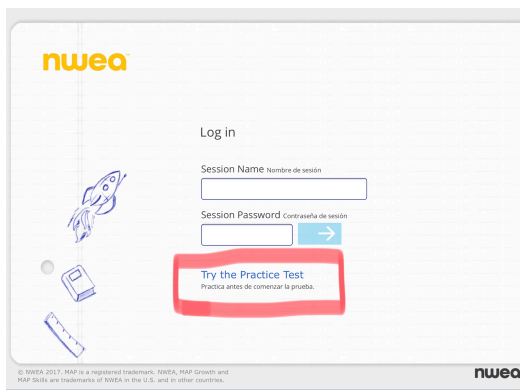 nwea
Log in
Session Name Nombre de sesión
Session Password Contraseña de sesión
Try the Practice Test
Practica antes de comenzar la prueba.
© NWEA 2017. MAP is a registered trademark. NWEA, MAP Growth and
MAP Skills are trademarks of NWEA in the U.S. and in other countries.
nwea